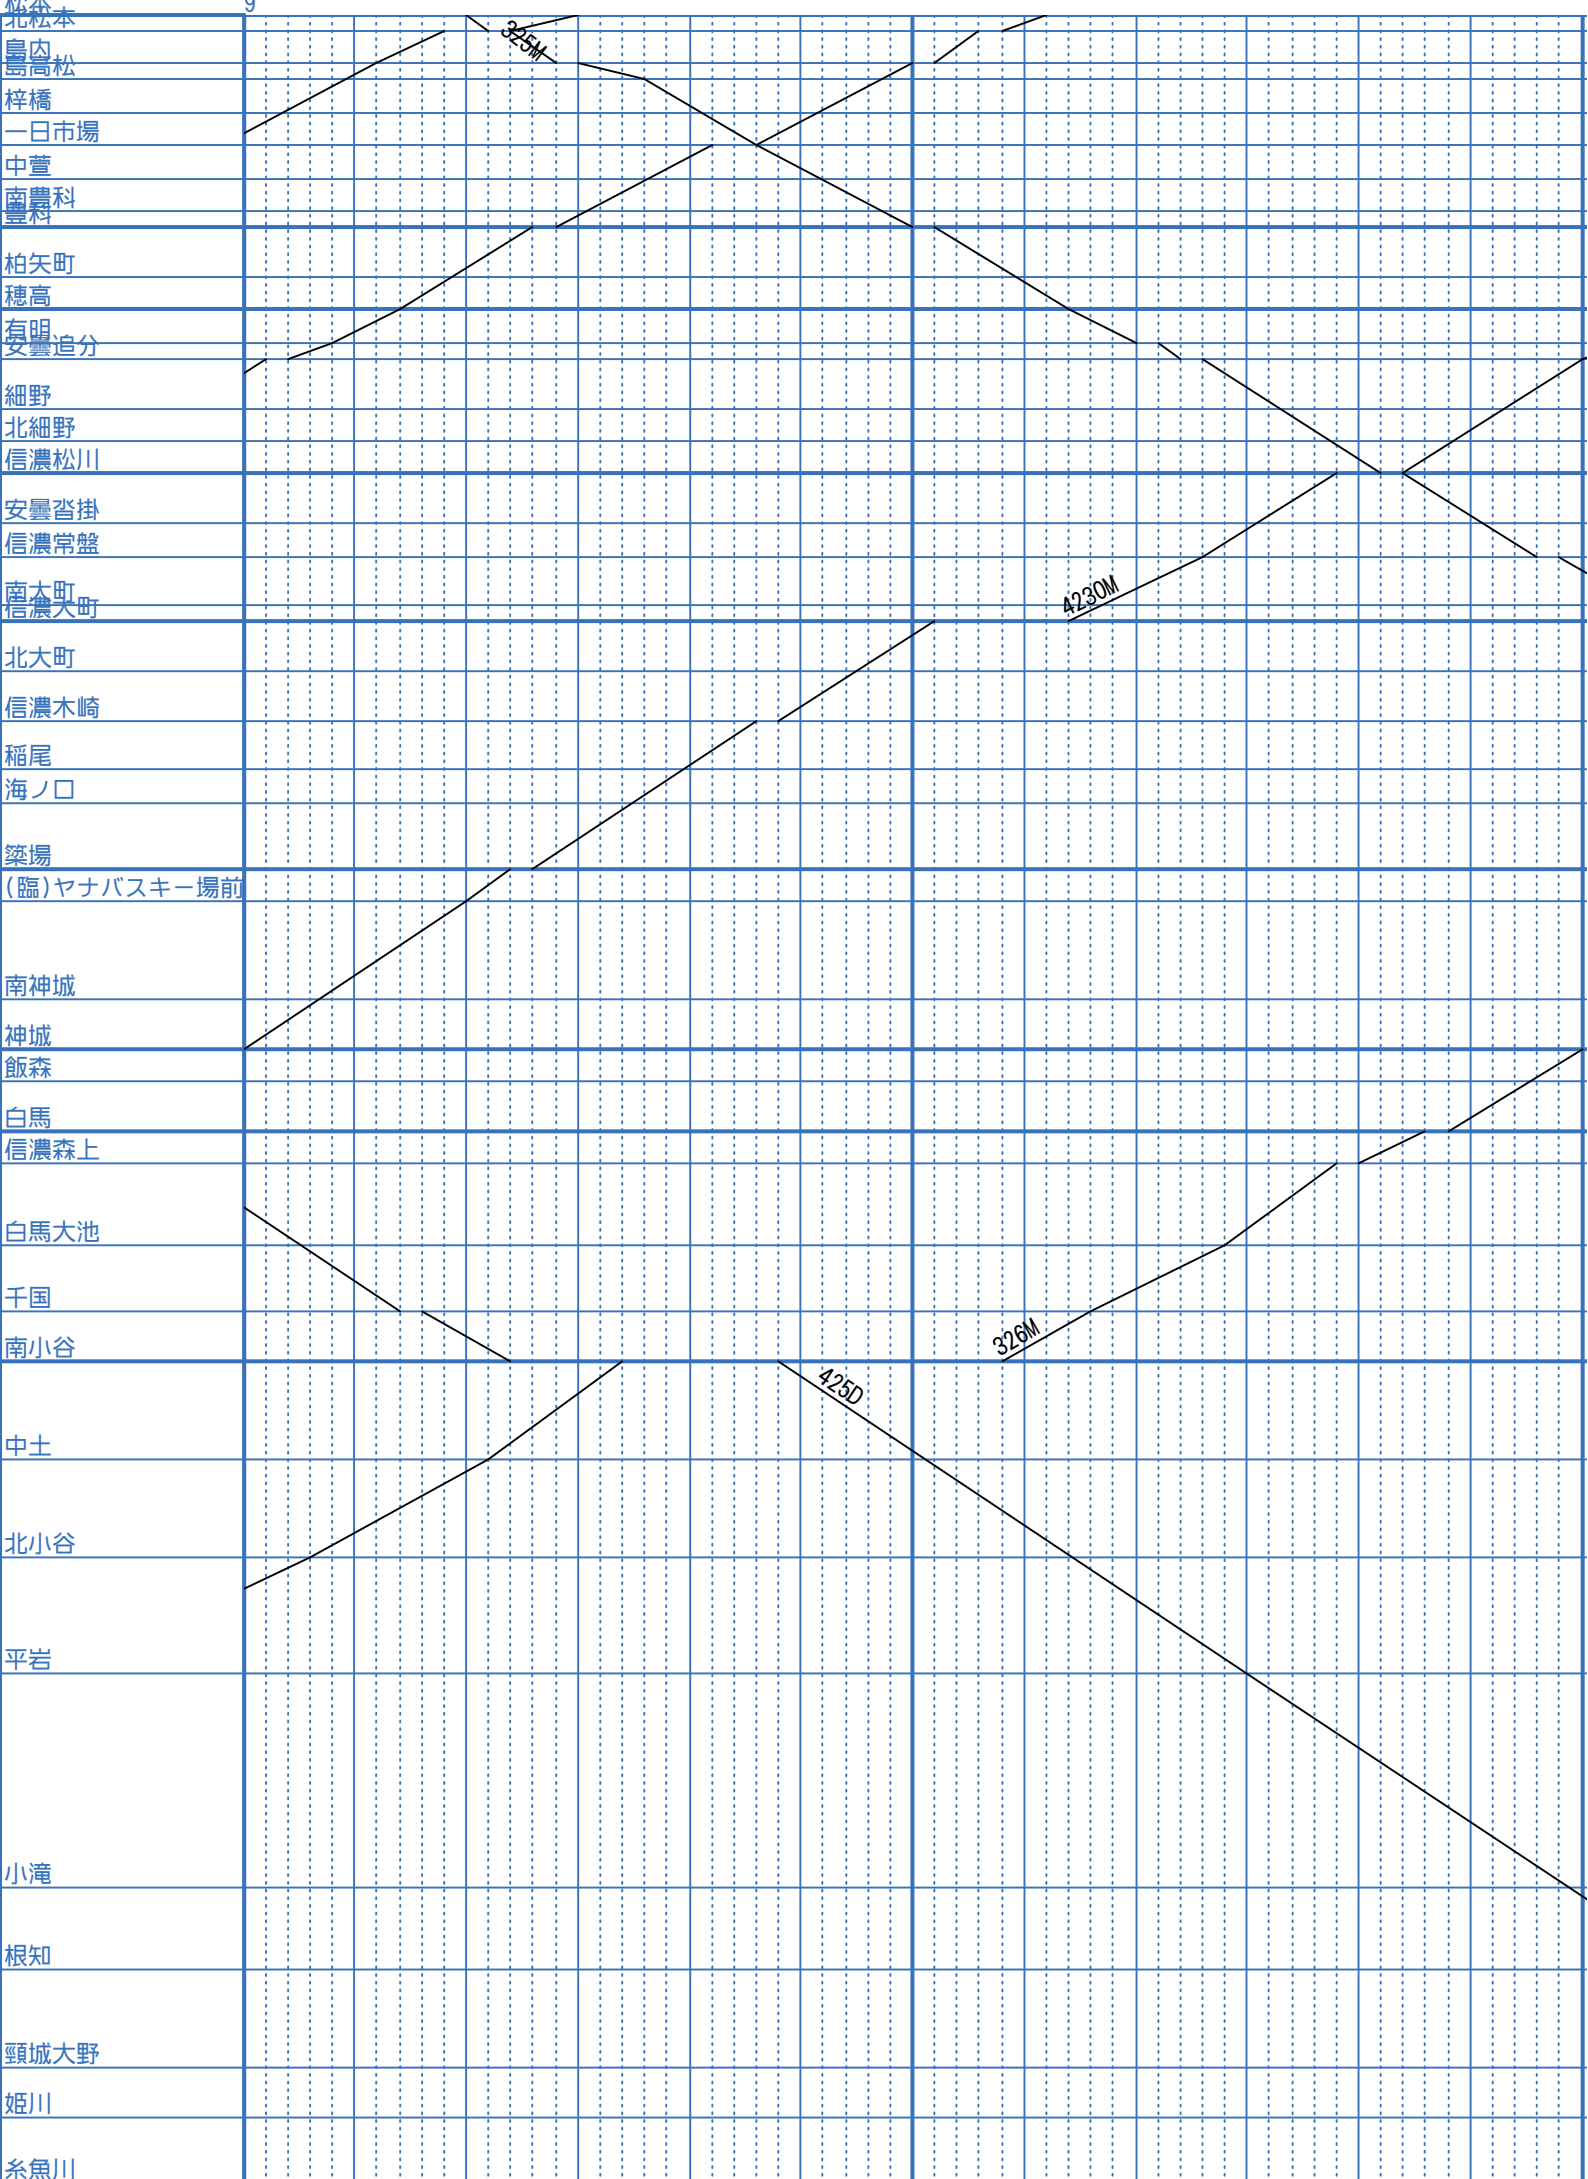 松本
9
北松本
島内
島高松
梓橋
一日市場
中萱
南豊科
豊科
柏矢町
穂高
有明
安曇追分
細野
北細野
信濃松川
安曇沓掛
信濃常盤
南大町
信濃大町
北大町
信濃木崎
稲尾
海ノ口
簗場
(臨)ヤナバスキー場前
南神城
神城
飯森
白馬
信濃森上
白馬大池
千国
南小谷
中土
北小谷
平岩
小滝
根知
頸城大野
姫川
糸魚川
325M
4230M
326M
425D